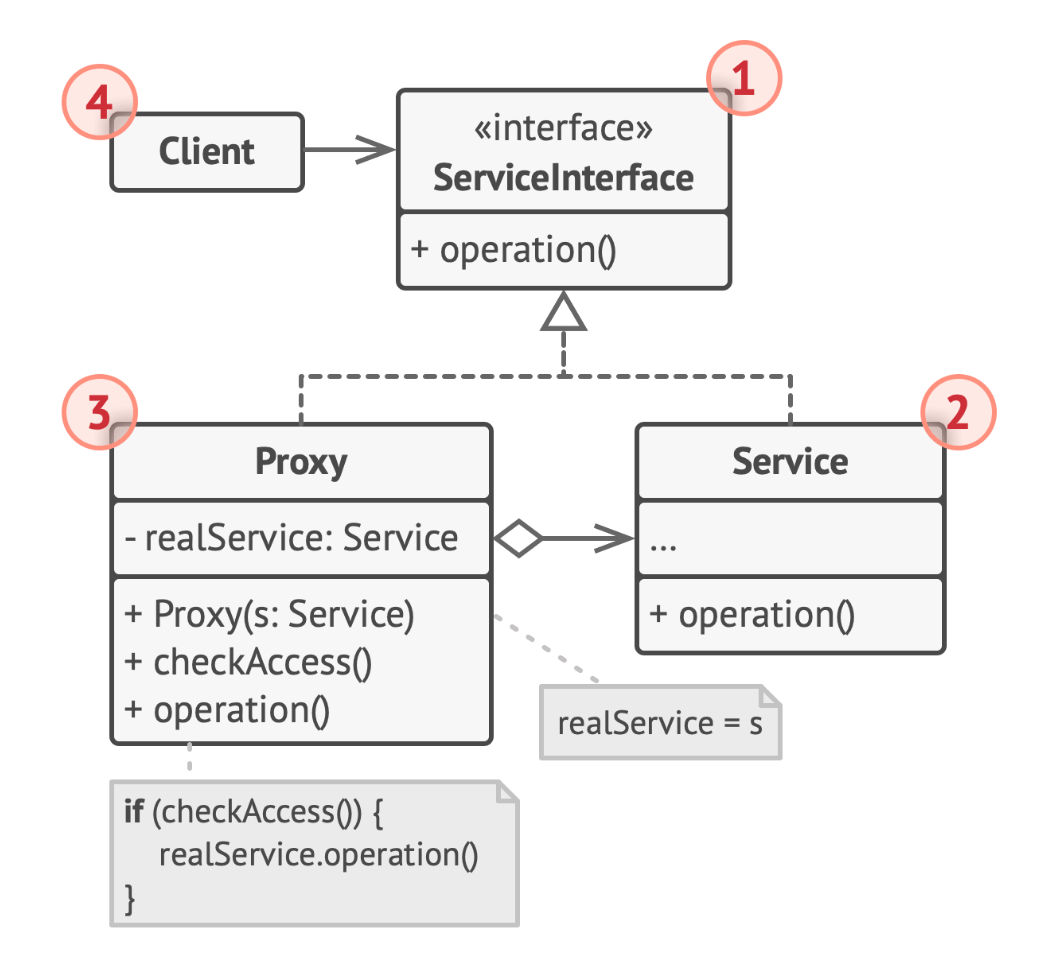 1
4
«interface»
Client
ServiceInterface
+ operation()
3
2
Proxy
Service
- realService: Service
...
+ Proxy(s: Service)
+ checkAccess()
+ operation()
+ operation()
realService = s
if (checkAccess()) {
realService.operation()
}